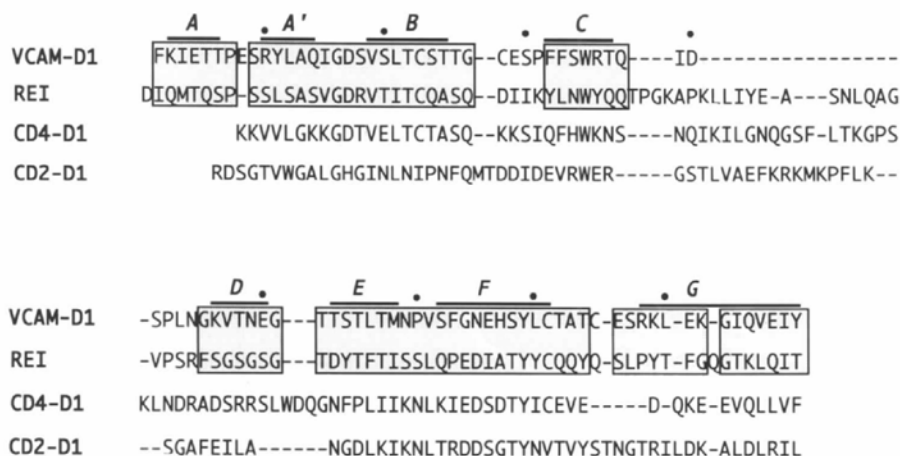 A A' B C
VCAM-D1 FKIETTPESRYLAQIGDSVSLTCSTTG--CESPFFSWRTQ----ID---------------
REI DIQMTQSP-SSLSASVGDRVTITCQASQ--DIIKYLNWYQQTPGKAPKLLIYE-A---SNLQAG
CD4-D1 KKVVLGKKGDTVELTCTASQ--KKSIQFHWKNS----NQIKILGNQGSF-LTKGPS
CD2-D1 RDSGTVWGALGHGINLNIPNFQMTDDIDEVRWER-----GSTLVAEFKRKMKPFLK--
D E F G
VCAM-D1 -SPLNGKVTNEG---TTSTLTMNPVSFGNEHSYLCTATC-ESRKL-EK-GIQVEIY
REI -VPSRFSGSGSG---TDYTFTISSLQPEDIATYYCQQYQ-SLPYT-FGQGTKLQIT
CD4-D1 KLNDRADSRRSLWDQGNFPLIIKNLKIEDSDTYICEVE-----D-QKE-EVQLLVF
CD2-D1 --SGAFEILA------NGDLKIKNLTRDDSGTYNVTVYSTNGTRILDK-ALDLRIL